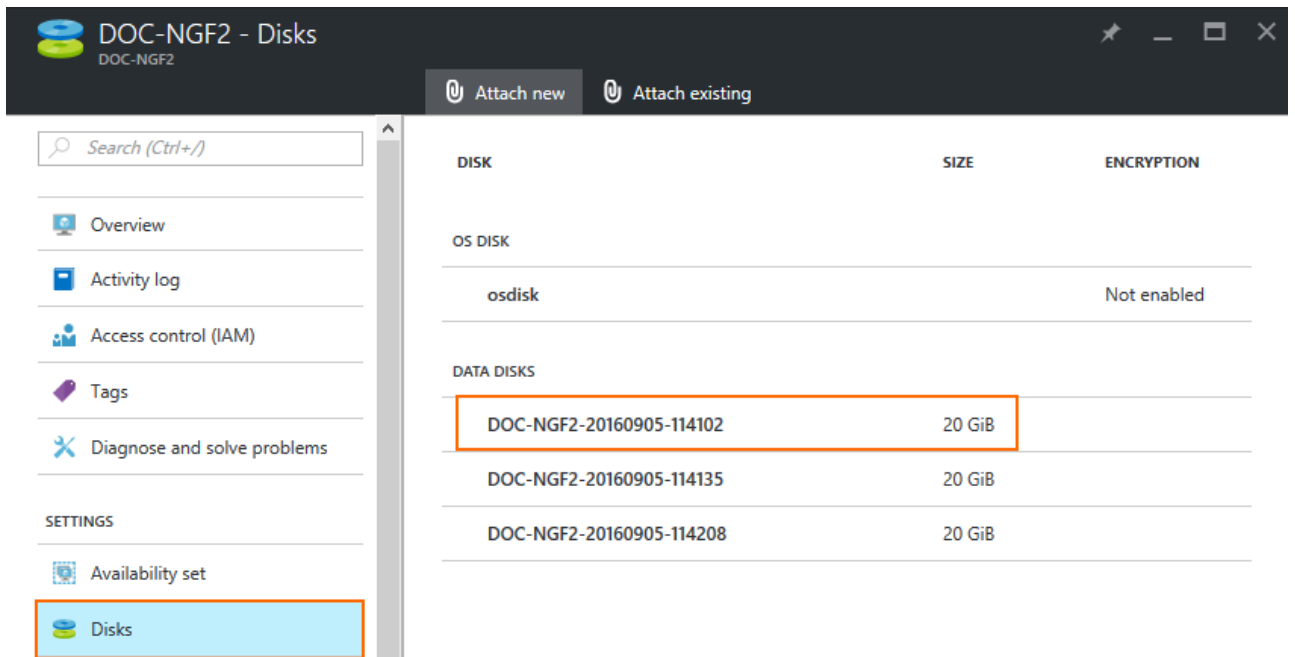 DOC-NGF2 - Disks
DOC-NGF2
Attach new
Attach existing
Search (Ctrl+/)
Overview
Activity log
Access control (IAM)
Tags
Diagnose and solve problems
SETTINGS
Availability set
Disks
DISK SIZE ENCRYPTION
OS DISK
osdisk Not enabled
DATA DISKS
DOC-NGF2-20160905-114102 20 GiB
DOC-NGF2-20160905-114135 20 GiB
DOC-NGF2-20160905-114208 20 GiB